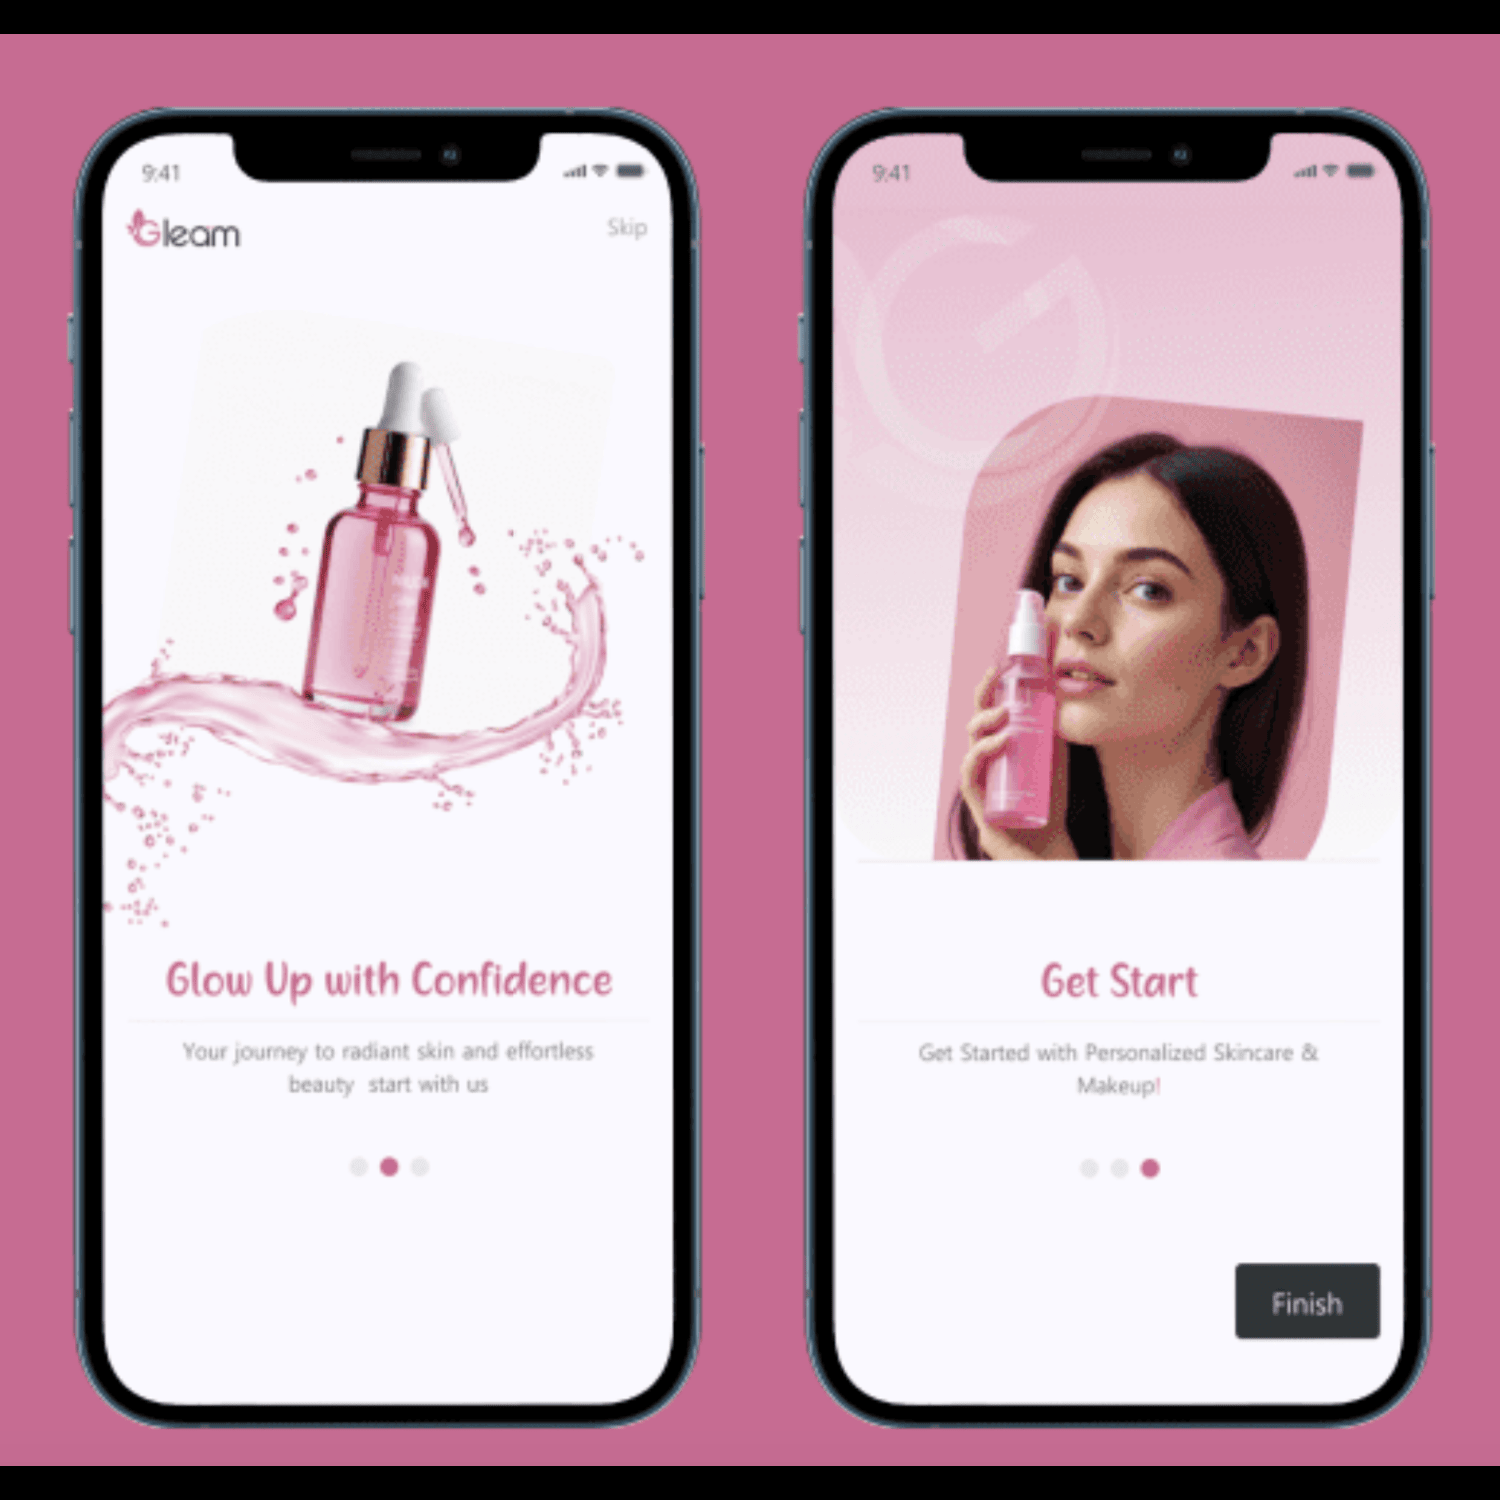 9:41
Gleam
Skip
Glow Up with Confidence
Your journey to radiant skin and effortless
beauty start with us
9:41
G
Get Start
Get Started with Personalized Skincare &
Makeup!
Finish